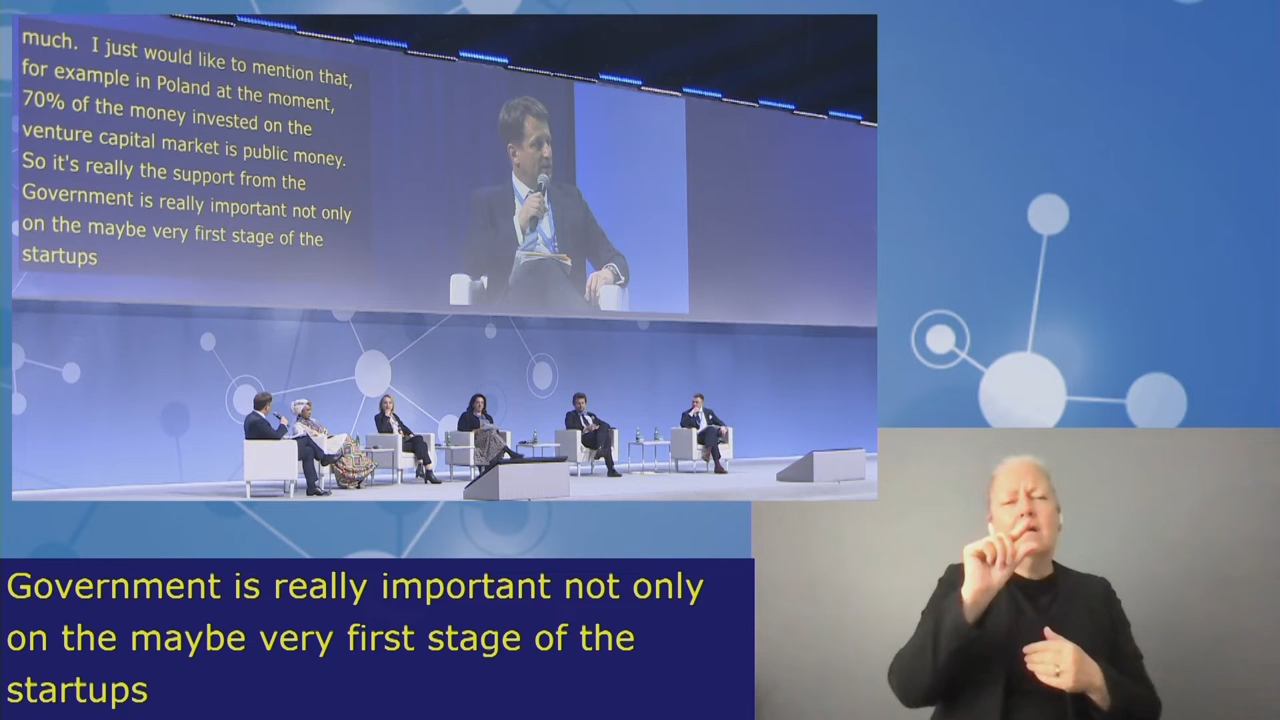 much.  I just would like to mention that,
for example in Poland at the moment,
70% of the money invested on the
venture capital market is public money.
So it's really the support from the
Government is really important not only
on the maybe very first stage of the
startups
Government is really important not only
on the maybe very first stage of the
startups